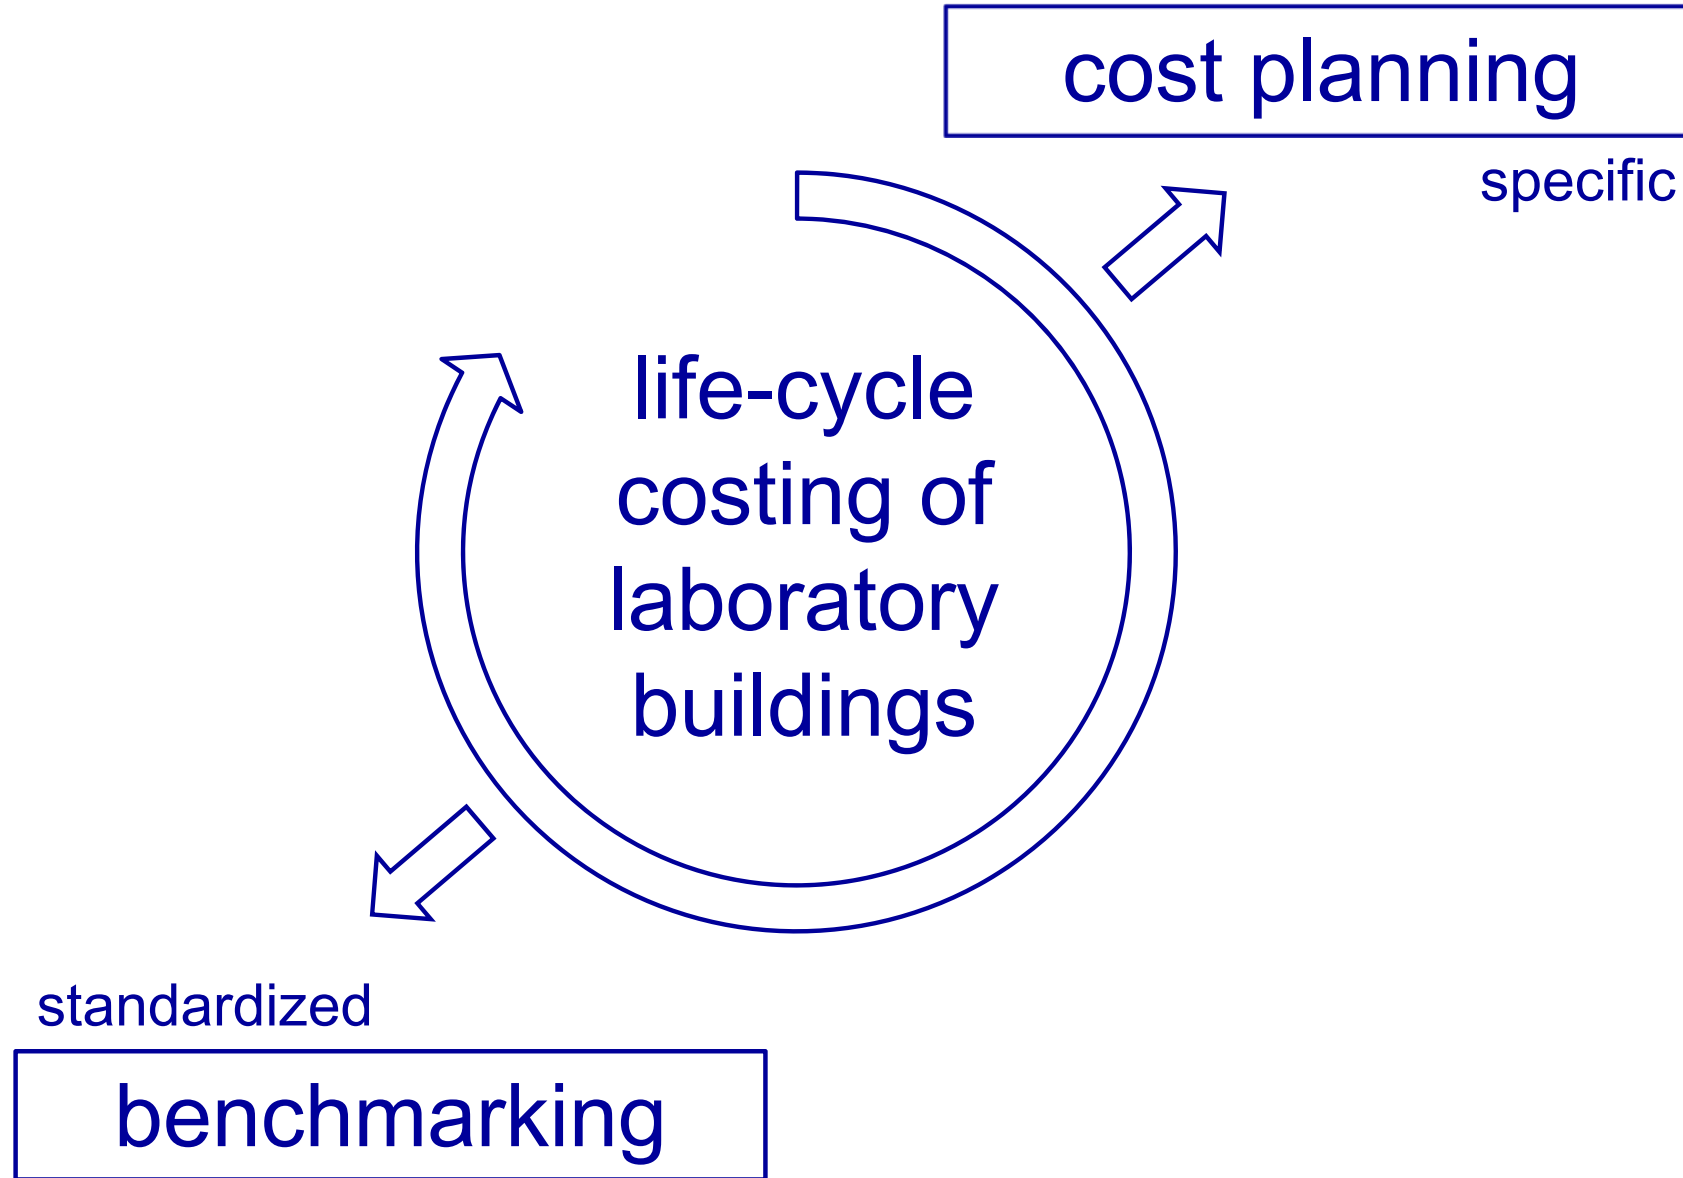 cost planning
specific
life-cycle
costing of
laboratory
buildings
standardized
benchmarking